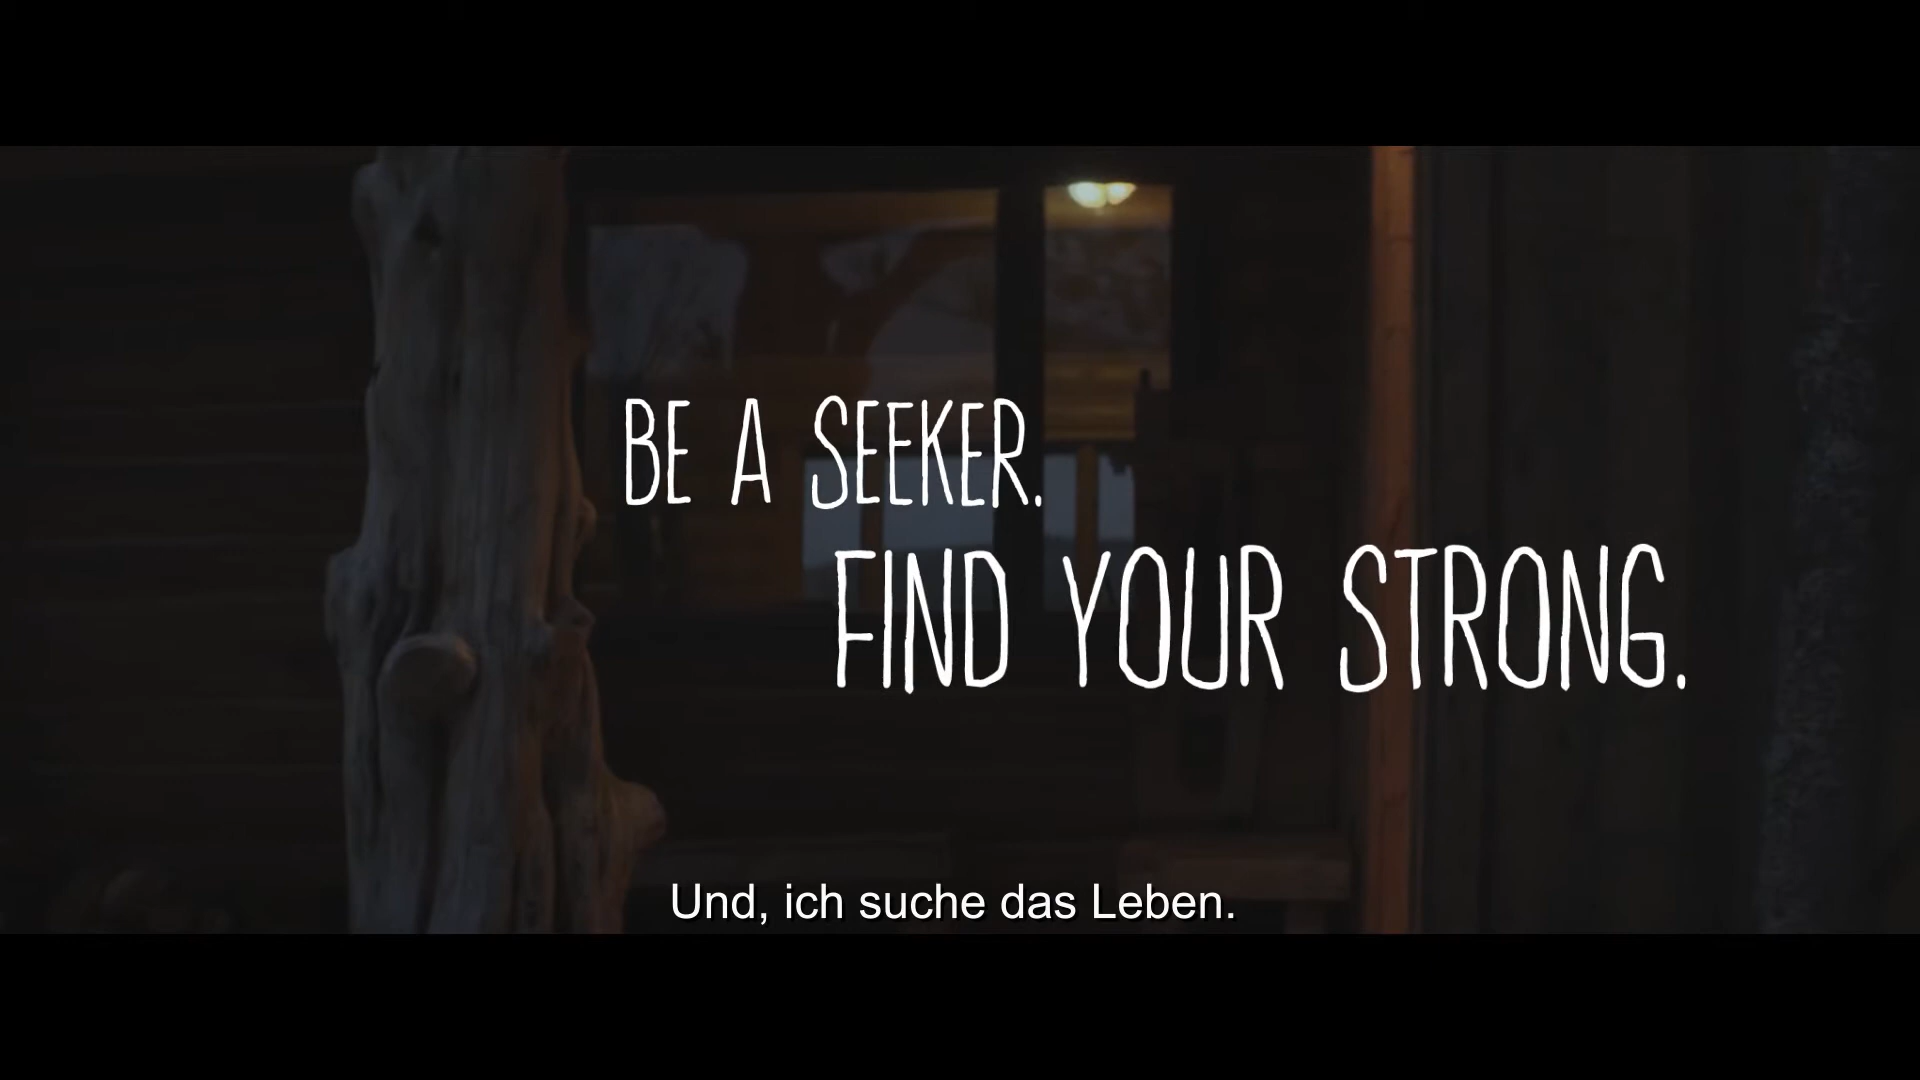 BE A SEEKER.
FIND YOUR STRONG.
Und, ich suche das Leben.